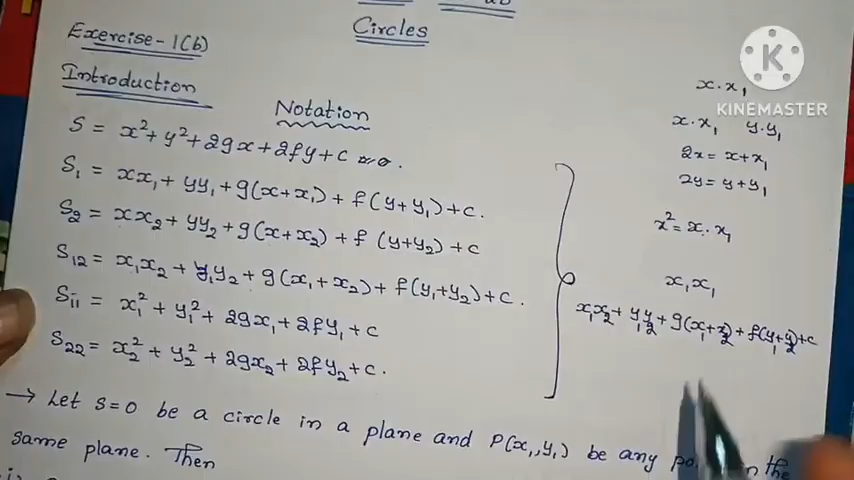 Circles
Exercise-1(b)
Introduction
Notation
S = x² + y² + 2gx + 2fy + c = 0.
S₁ = xx₁ + yy₁ + g(x+x₁) + f(y+y₁) + c.
S₂ = xx₂ + yy₂ + g(x+x₂) + f(y+y₂) + c
S₁₂ = x₁x₂ + y₁y₂ + g(x₁+x₂) + f(y₁+y₂) + c.
S₁₁ = x₁² + y₁² + 2gx₁ + 2fy₁ + c
S₂₂ = x₂² + y₂² + 2gx₂ + 2fy₂ + c.
→ Let S=0 be a circle in a plane and P(x₁,y₁) be any in the
same plane. Then
x·x₁
KINEMASTER
x·x₁ y·y₁
2x = x+x₁
2y = y+y₁
x² = x·x₁
x₁x₁
x₁x₂ + y₁y₂ + g(x₁+x₂) + f(y₁+y₂) + c